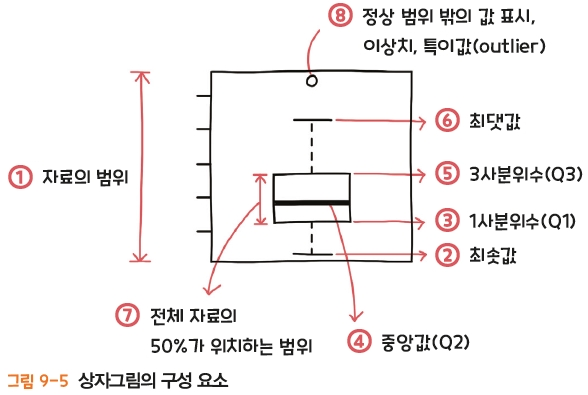 ⑧ 정상 범위 밖의 값 표시,
이상치, 특이값(outlier)
⑥ 최댓값
① 자료의 범위
⑤ 3사분위수(Q3)
③ 1사분위수(Q1)
② 최솟값
⑦ 전체 자료의
50%가 위치하는 범위
④ 중앙값(Q2)
그림 9-5 상자그림의 구성 요소